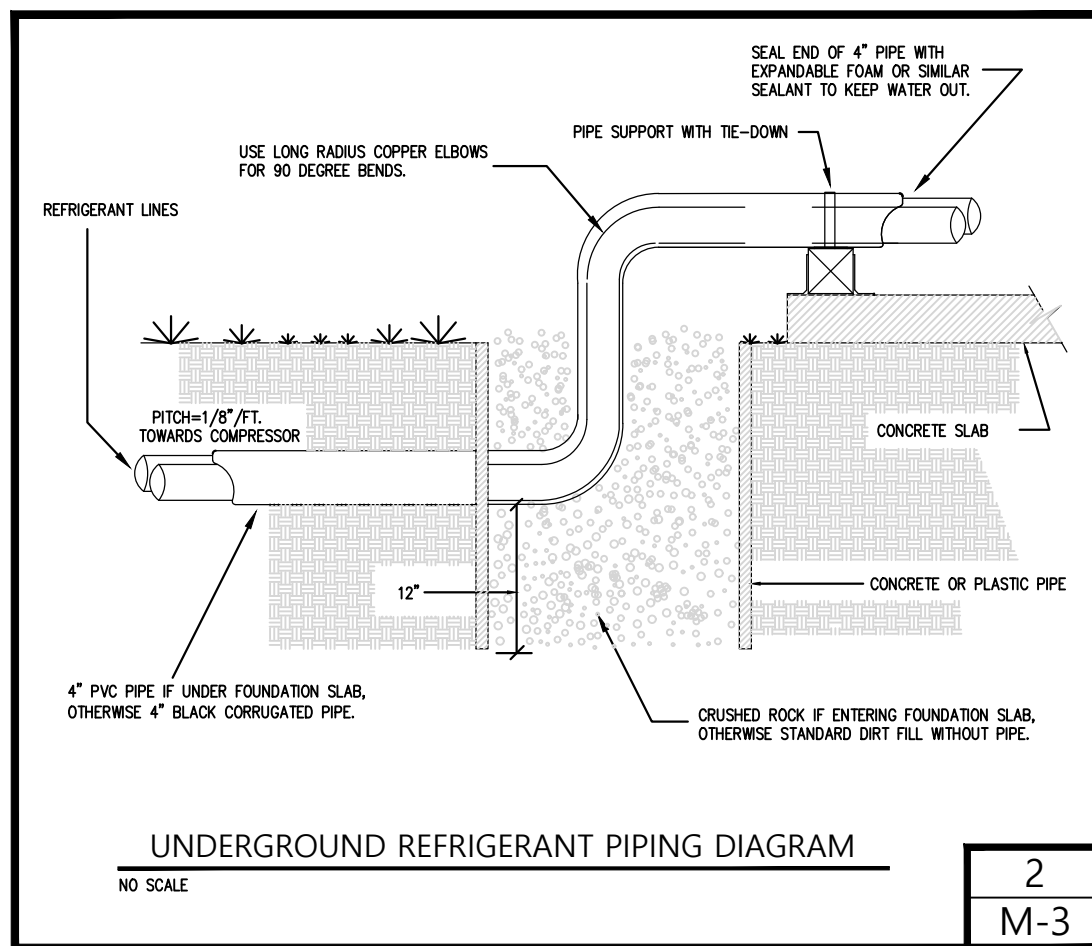 SEAL END OF 4” PIPE WITH
EXPANDABLE FOAM OR SIMILAR
SEALANT TO KEEP WATER OUT.
PIPE SUPPORT WITH TIE-DOWN
USE LONG RADIUS COPPER ELBOWS
FOR 90 DEGREE BENDS.
REFRIGERANT LINES
PITCH=1/8”/FT.
TOWARDS COMPRESSOR
CONCRETE SLAB
CONCRETE OR PLASTIC PIPE
12”
4” PVC PIPE IF UNDER FOUNDATION SLAB,
OTHERWISE 4” BLACK CORRUGATED PIPE.
CRUSHED ROCK IF ENTERING FOUNDATION SLAB,
OTHERWISE STANDARD DIRT FILL WITHOUT PIPE.
UNDERGROUND REFRIGERANT PIPING DIAGRAM
NO SCALE
2
M-3